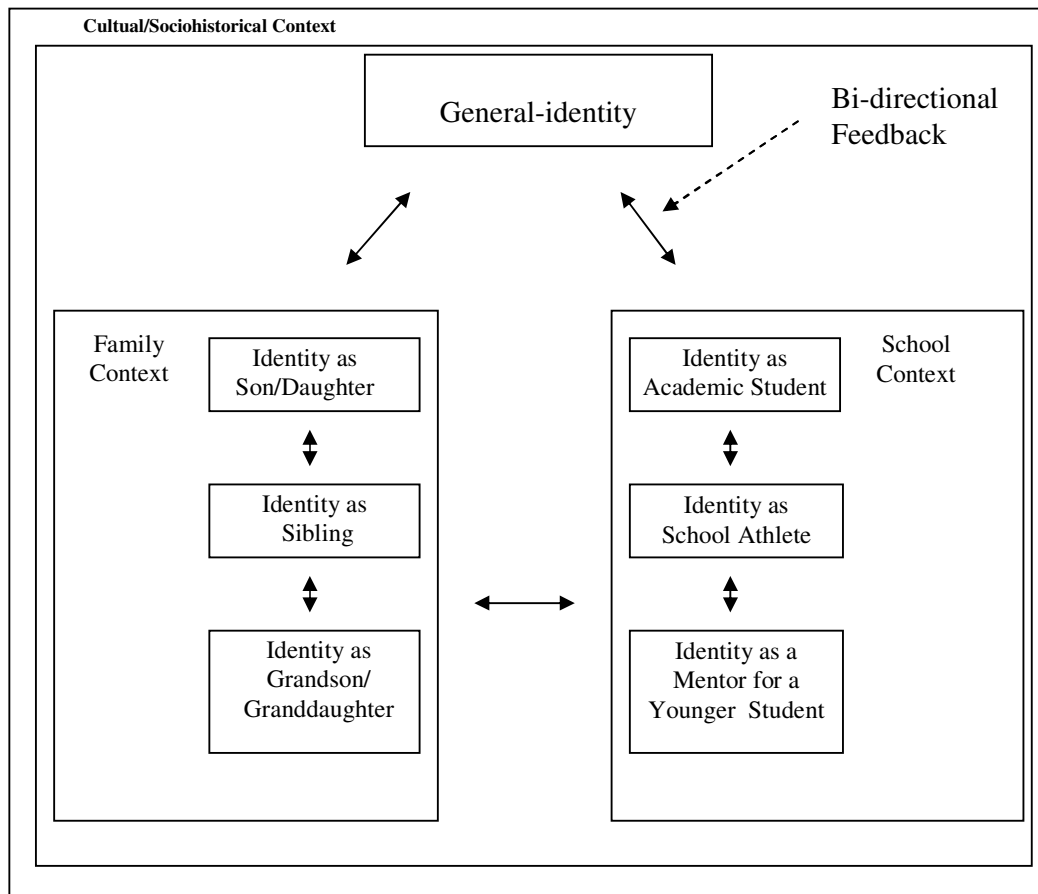 Cultual/Sociohistorical Context
General-identity
Bi-directional
Feedback
Family
Context
Identity as
Son/Daughter
Identity as
Sibling
Identity as
Grandson/
Granddaughter
Identity as
Academic Student
School
Context
Identity as
School Athlete
Identity as a
Mentor for a
Younger Student